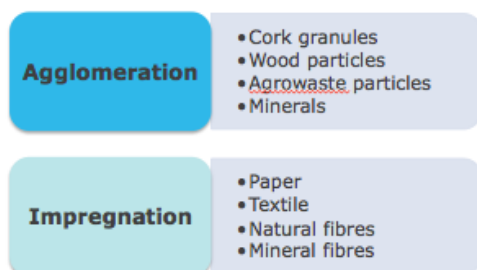 Agglomeration
• Cork granules
• Wood particles
• Agrowaste particles
• Minerals
Impregnation
• Paper
• Textile
• Natural fibres
• Mineral fibres